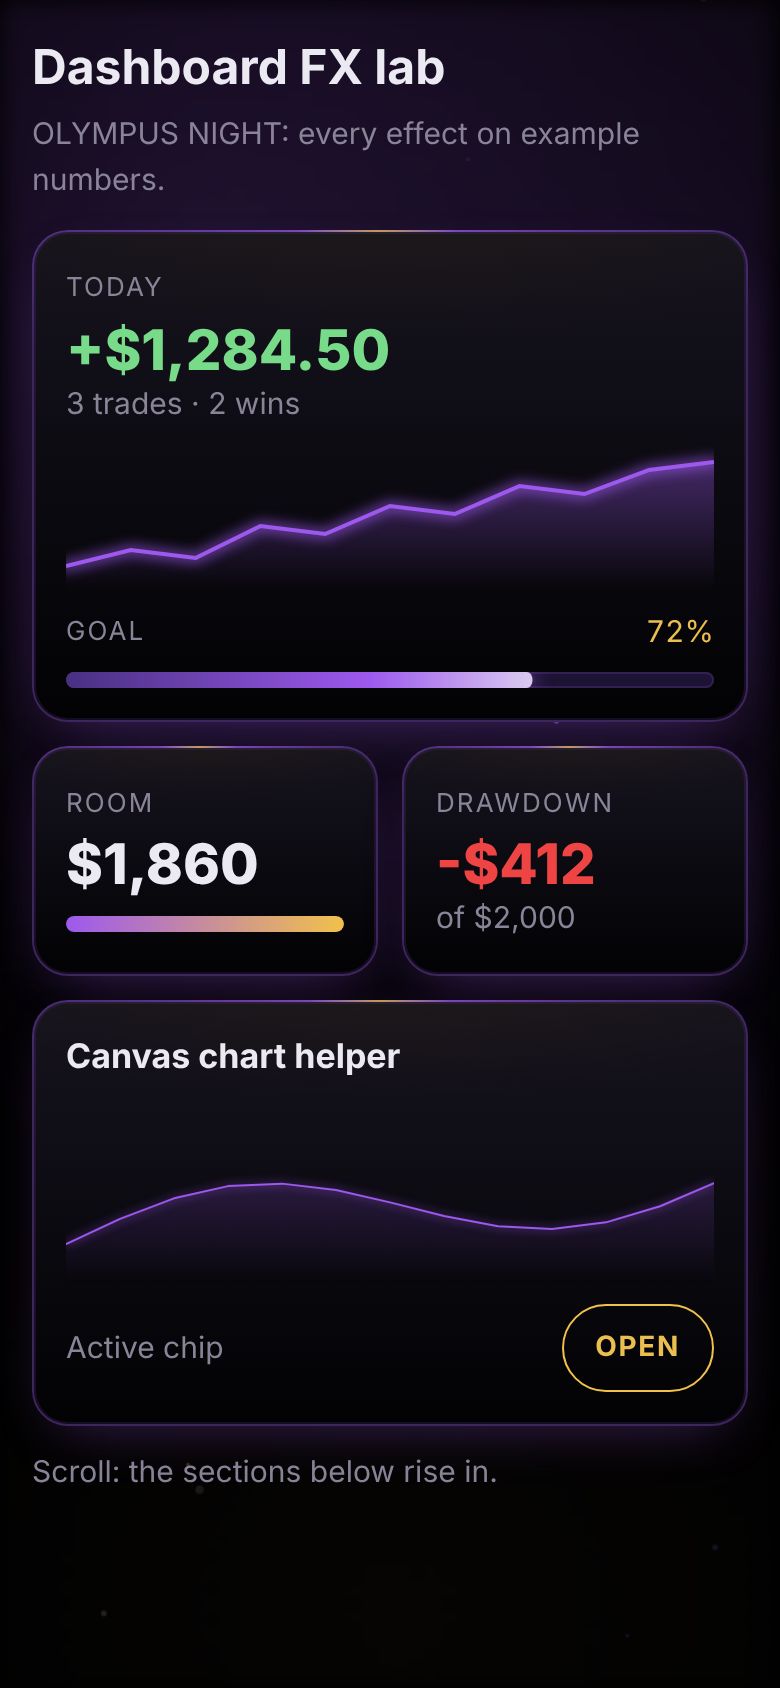 Dashboard FX lab
OLYMPUS NIGHT: every effect on example
numbers.
TODAY
+$1,284.50
3 trades · 2 wins
GOAL 72%
ROOM
$1,860
DRAWDOWN
-$412
of $2,000
Canvas chart helper
Active chip OPEN
Scroll: the sections below rise in.